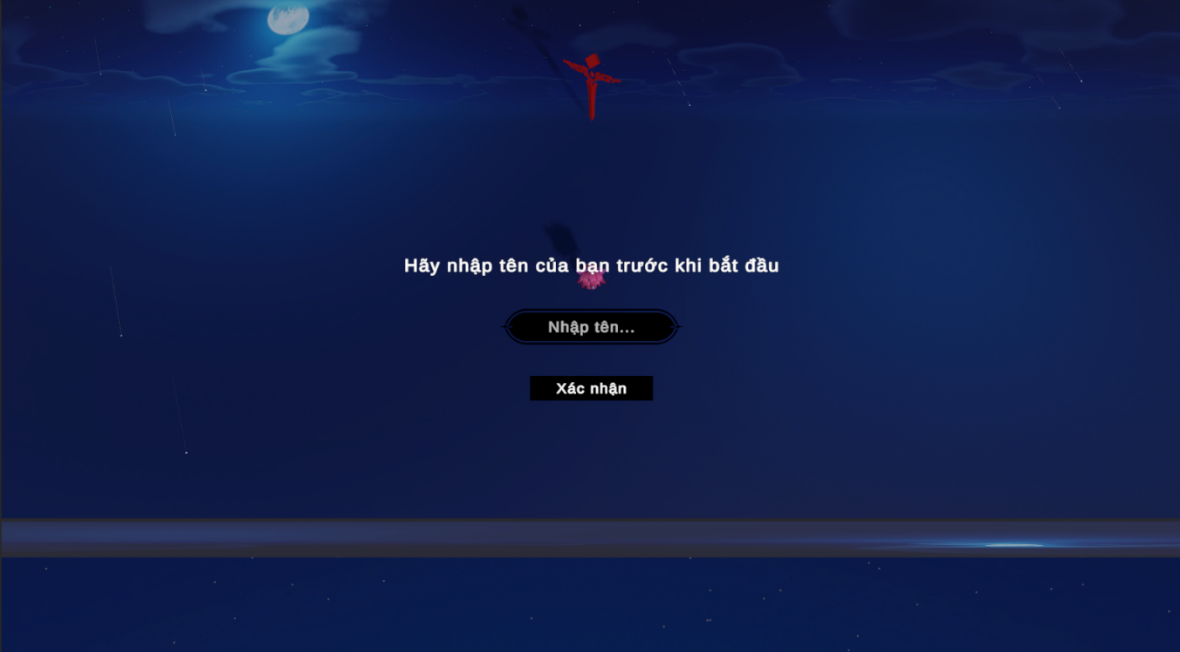 Hãy nhập tên của bạn trước khi bắt đầu
Nhập tên...
Xác nhận